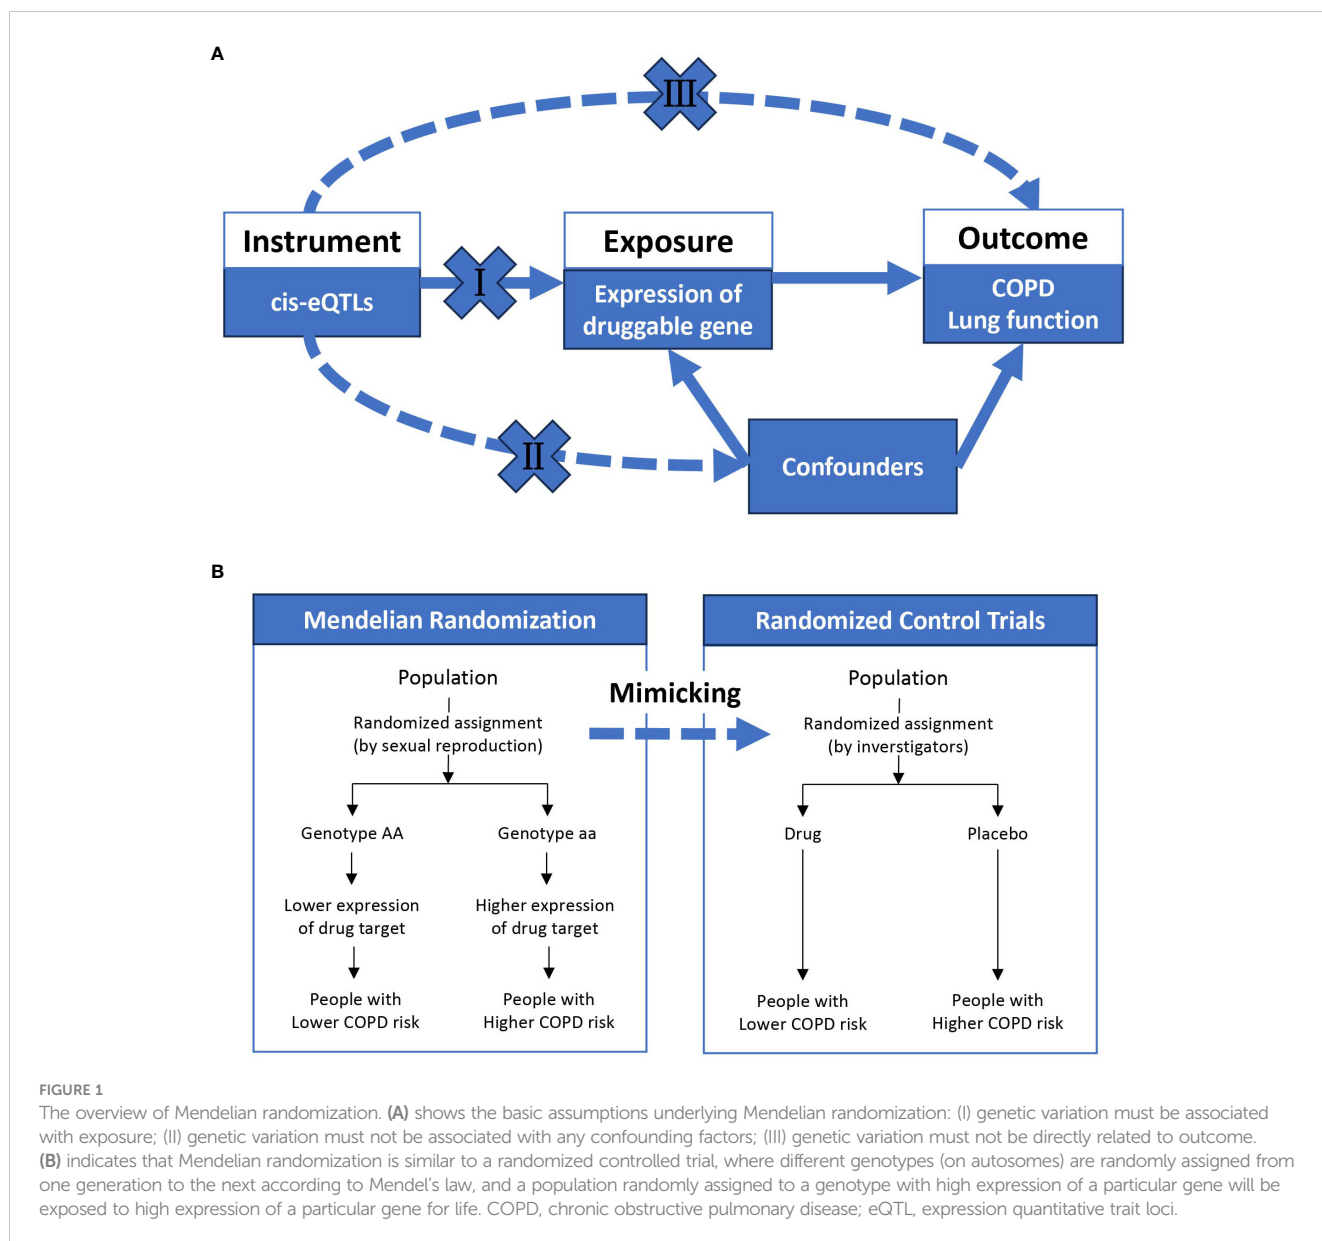 A
III
Instrument
Exposure
Outcome
I
cis-eQTLs
Expression of
druggable gene
COPD
Lung function
II
Confounders
B
Mendelian Randomization
Randomized Control Trials
Population
Randomized assignment
(by sexual reproduction)
Mimicking
Population
Randomized assignment
(by inverstigators)
Genotype AA
Genotype aa
Drug
Placebo
Lower expression
of drug target
Higher expression
of drug target
People with
Lower COPD risk
People with
Higher COPD risk
People with
Lower COPD risk
People with
Higher COPD risk
FIGURE 1
The overview of Mendelian randomization. (A) shows the basic assumptions underlying Mendelian randomization: (I) genetic variation must be associated
with exposure; (II) genetic variation must not be associated with any confounding factors; (III) genetic variation must not be directly related to outcome.
(B) indicates that Mendelian randomization is similar to a randomized controlled trial, where different genotypes (on autosomes) are randomly assigned from
one generation to the next according to Mendel's law, and a population randomly assigned to a genotype with high expression of a particular gene will be
exposed to high expression of a particular gene for life. COPD, chronic obstructive pulmonary disease; eQTL, expression quantitative trait loci.